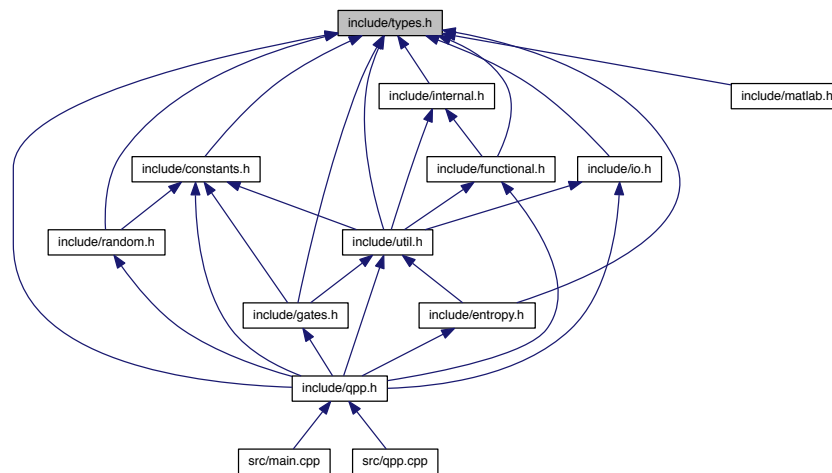 include/types.h
include/internal.h
include/matlab.h
include/constants.h
include/functional.h
include/io.h
include/random.h
include/util.h
include/gates.h
include/entropy.h
include/qpp.h
src/main.cpp
src/qpp.cpp